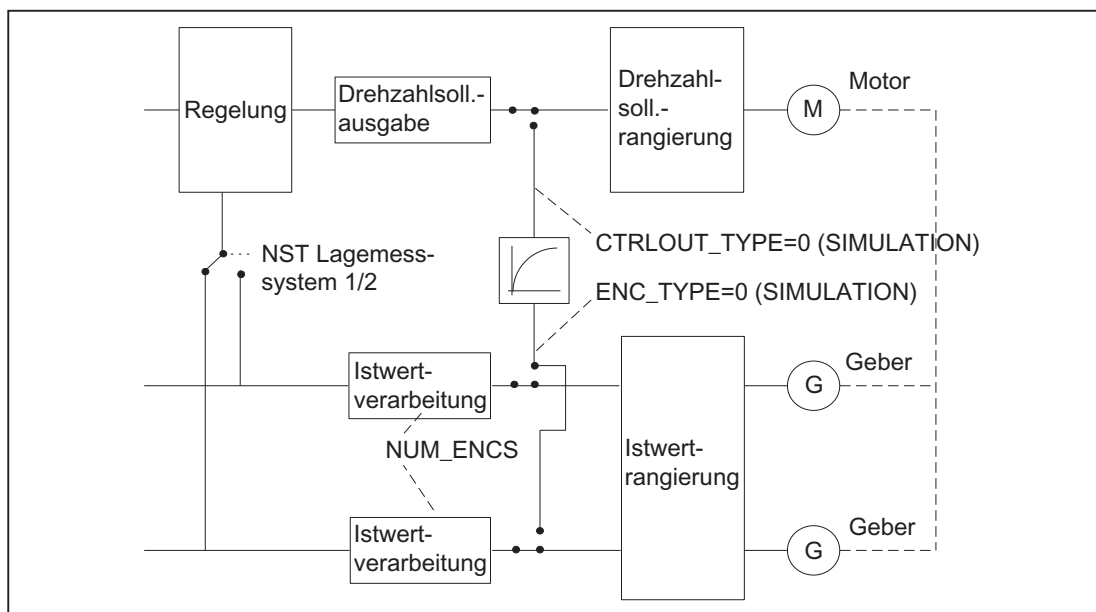 Regelung
Drehzahlsoll.-
ausgabe
Drehzahl-
soll.-
rangierung
Motor
M
CTRLOUT_TYPE=0 (SIMULATION)
NST Lagemess-
system 1/2
ENC_TYPE=0 (SIMULATION)
Istwert-
verarbeitung
Geber
G
NUM_ENCS
Istwert-
rangierung
Istwert-
verarbeitung
Geber
G